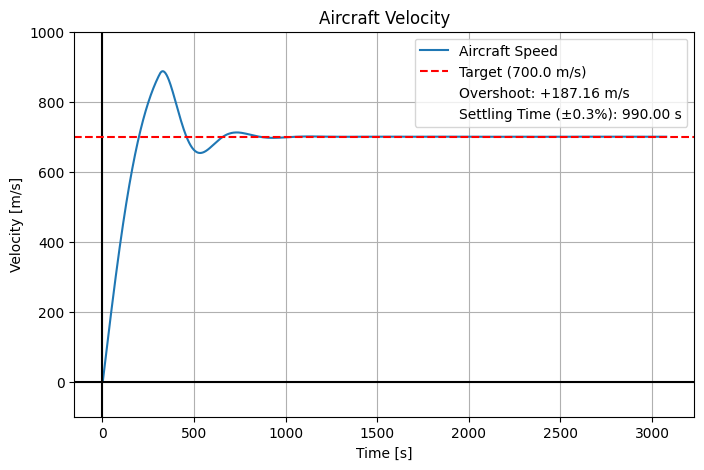 Aircraft Velocity
Aircraft Speed
Target (700.0 m/s)
Overshoot: +187.16 m/s
Settling Time (±0.3%): 990.00 s
Velocity [m/s]
1000
800
600
400
200
0
0 500 1000 1500 2000 2500 3000
Time [s]